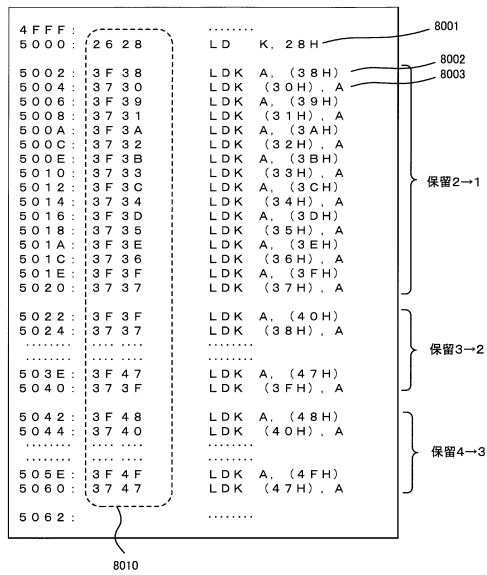 4FFF: ........
5000: 2628 LD K, 28H 8001
5002: 3F38 LDK A, (38H) 8002
5004: 3730 LDK (30H), A 8003
5006: 3F39 LDK A, (39H)
5008: 3731 LDK (31H), A
500A: 3F3A LDK A, (3AH)
500C: 3732 LDK (32H), A
500E: 3F3B LDK A, (3BH)
5010: 3733 LDK (33H), A
5012: 3F3C LDK A, (3CH)
5014: 3734 LDK (34H), A
5016: 3F3D LDK A, (3DH)
5018: 3735 LDK (35H), A
501A: 3F3E LDK A, (3EH)
501C: 3736 LDK (36H), A
501E: 3F3F LDK A, (3FH)
5020: 3737 LDK (37H), A
保留2→1
5022: 3F3F LDK A, (40H)
5024: 3737 LDK (38H), A
........ .... .... ........
........ .... .... ........
503E: 3F47 LDK A, (47H)
5040: 373F LDK (3FH), A
保留3→2
5042: 3F48 LDK A, (48H)
5044: 3740 LDK (40H), A
........ .... .... ........
........ .... .... ........
505E: 3F4F LDK A, (4FH)
5060: 3747 LDK (47H), A
保留4→3
5062: ........
8010